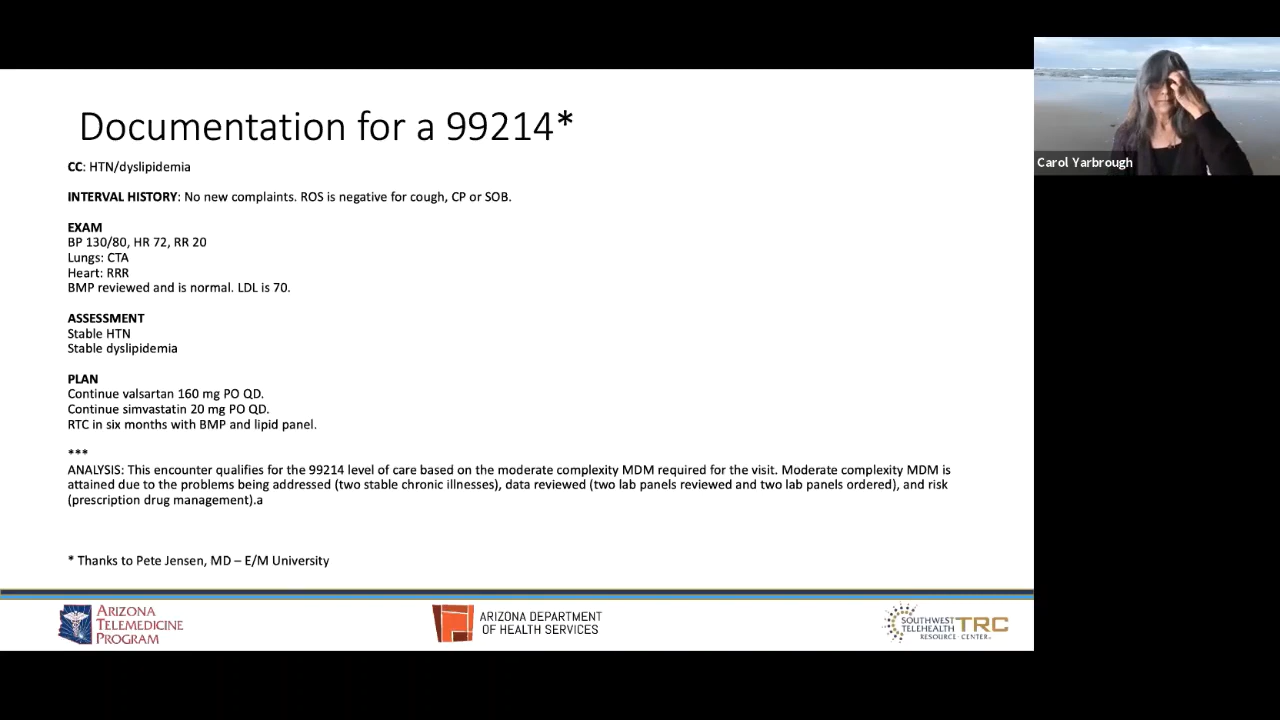 Documentation for a 99214*
CC: HTN/dyslipidemia
INTERVAL HISTORY: No new complaints. ROS is negative for cough, CP or SOB.
EXAM
BP 130/80, HR 72, RR 20
Lungs: CTA
Heart: RRR
BMP reviewed and is normal. LDL is 70.
ASSESSMENT
Stable HTN
Stable dyslipidemia
PLAN
Continue valsartan 160 mg PO QD.
Continue simvastatin 20 mg PO QD.
RTC in six months with BMP and lipid panel.
***
ANALYSIS: This encounter qualifies for the 99214 level of care based on the moderate complexity MDM required for the visit. Moderate complexity MDM is
attained due to the problems being addressed (two stable chronic illnesses), data reviewed (two lab panels reviewed and two lab panels ordered), and risk
(prescription drug management).a
* Thanks to Pete Jensen, MD – E/M University
ARIZONA
TELEMEDICINE
PROGRAM
ARIZONA DEPARTMENT
OF HEALTH SERVICES
SOUTHWEST
TELEHEALTH
RESOURCE CENTER
TRC
Carol Yarbrough